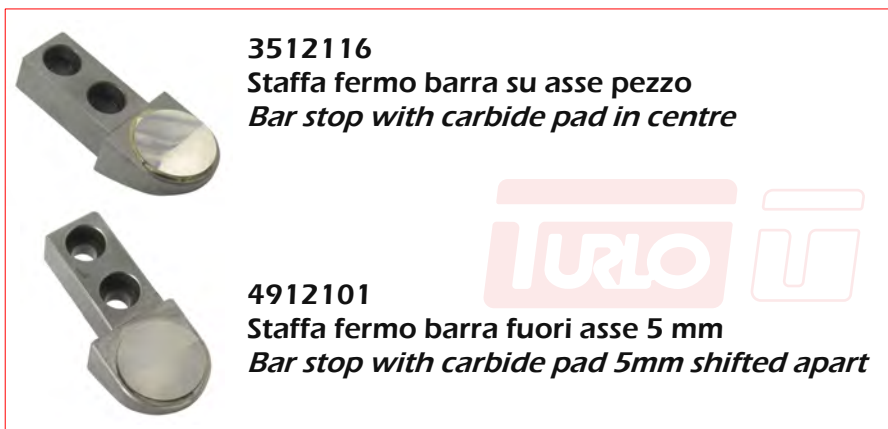 3512116
Staffa fermo barra su asse pezzo
Bar stop with carbide pad in centre
TURLO
4912101
Staffa fermo barra fuori asse 5 mm
Bar stop with carbide pad 5mm shifted apart